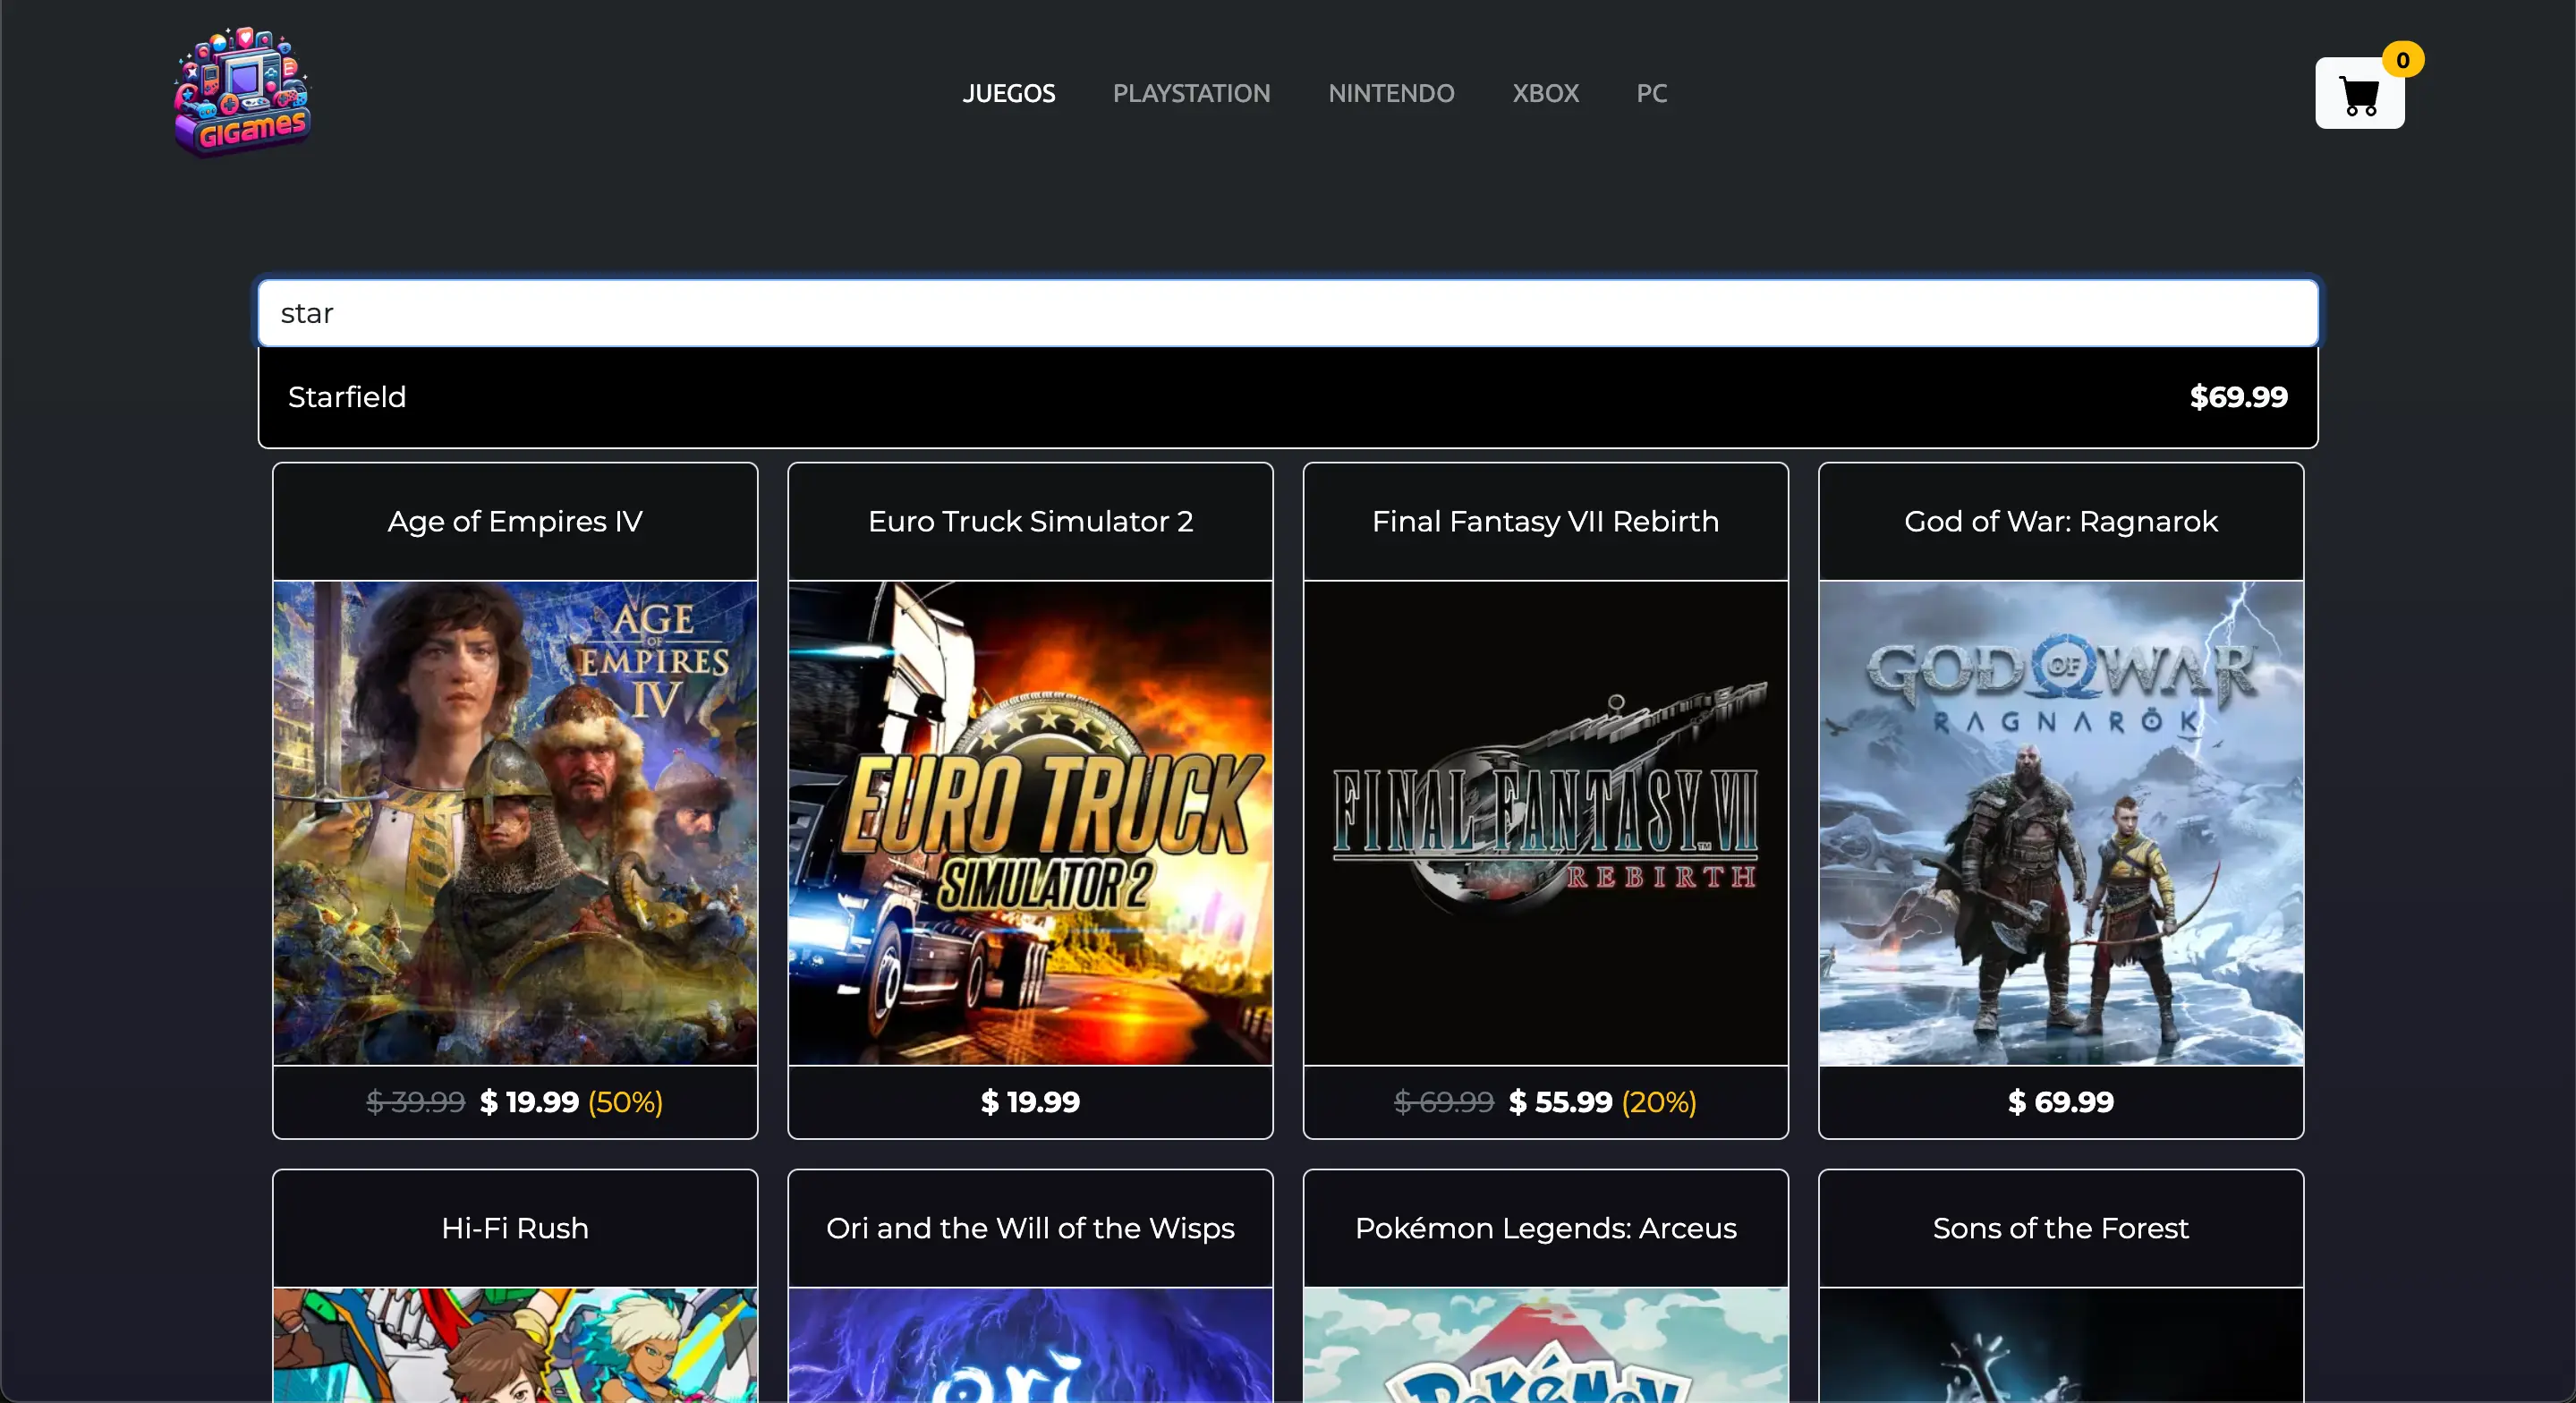 GIGames
JUEGOS PLAYSTATION NINTENDO XBOX PC
0
star
Starfield $69.99
Age of Empires IV
Euro Truck Simulator 2
Final Fantasy VII Rebirth
God of War: Ragnarok
AGE
OF
EMPIRES
IV
EURO TRUCK
SIMULATOR 2
FINAL FANTASY VII
REBIRTH
GOD OF WAR
RAGNARÖK
$ 39.99 $ 19.99 (50%)
$ 19.99
$ 69.99 $ 55.99 (20%)
$ 69.99
Hi-Fi Rush
Ori and the Will of the Wisps
Pokémon Legends: Arceus
Sons of the Forest
ori
POKéMON